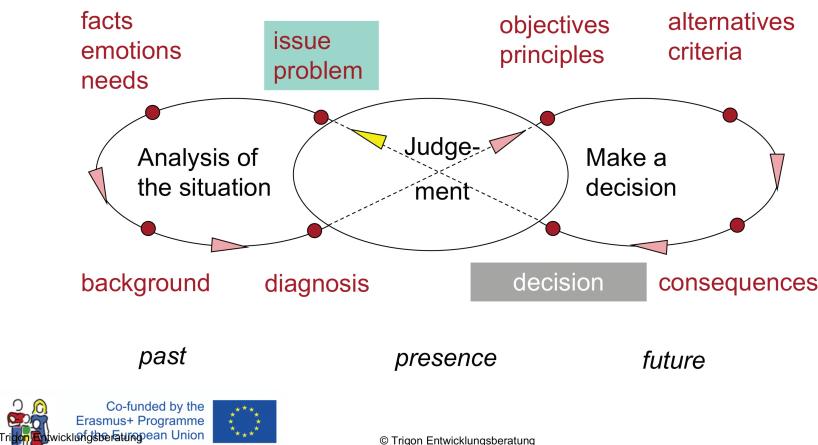 facts
emotions
needs
issue
problem
objectives
principles
alternatives
criteria
Analysis of
the situation
Judge-
ment
Make a
decision
background
diagnosis
decision
consequences
past
presence
future
Co-funded by the
Erasmus+ Programme
of the European Union
Trigon Entwicklungsberatung
© Trigon Entwicklungsberatung